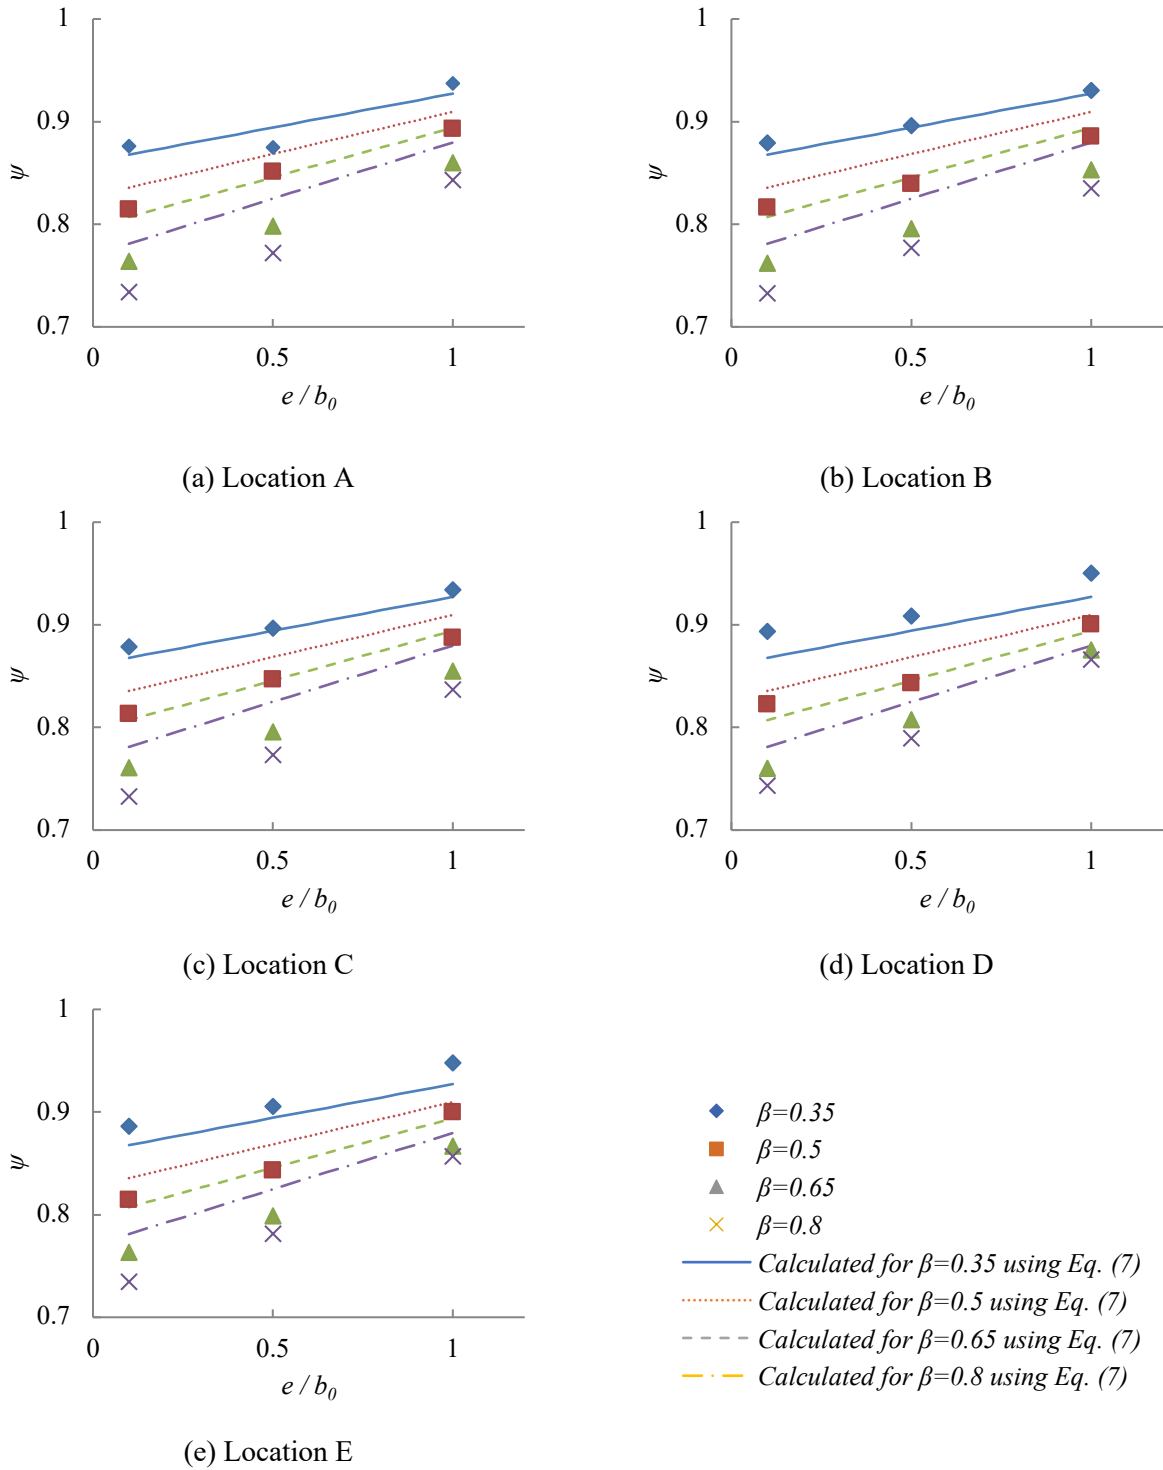 1
0.9
0.8
0.7
ψ
0
0.5
1
e / b0
(a) Location A
1
0.9
0.8
0.7
ψ
0
0.5
1
e / b0
(b) Location B
1
0.9
0.8
0.7
ψ
0
0.5
1
e / b0
(c) Location C
1
0.9
0.8
0.7
ψ
0
0.5
1
e / b0
(d) Location D
1
0.9
0.8
0.7
ψ
0
0.5
1
e / b0
(e) Location E
β=0.35
β=0.5
β=0.65
β=0.8
Calculated for β=0.35 using Eq. (7)
Calculated for β=0.5 using Eq. (7)
Calculated for β=0.65 using Eq. (7)
Calculated for β=0.8 using Eq. (7)